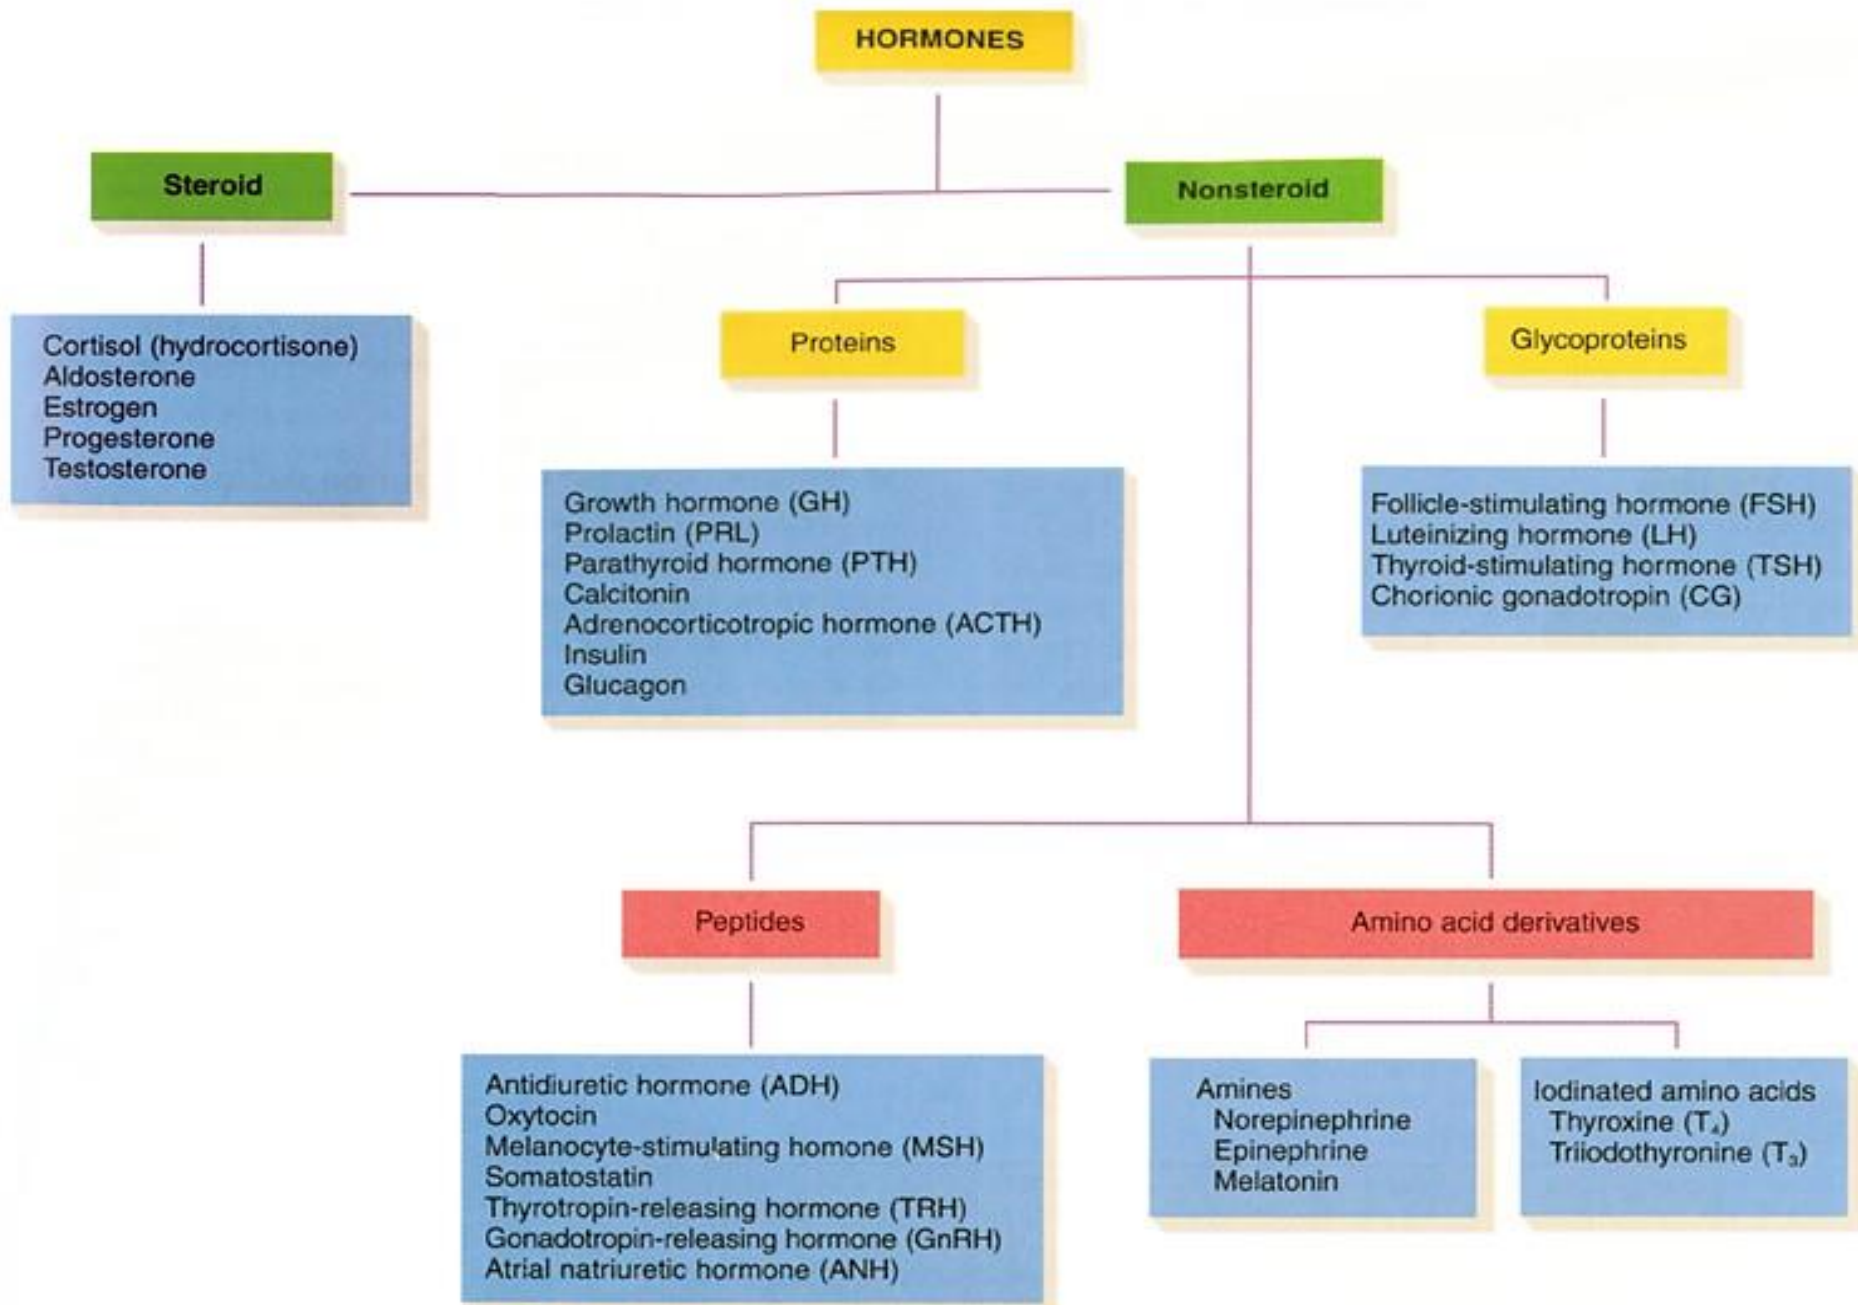 HORMONES
Steroid
Nonsteroid
Cortisol (hydrocortisone)
Aldosterone
Estrogen
Progesterone
Testosterone
Proteins
Glycoproteins
Growth hormone (GH)
Prolactin (PRL)
Parathyroid hormone (PTH)
Calcitonin
Adrenocorticotropic hormone (ACTH)
Insulin
Glucagon
Follicle-stimulating hormone (FSH)
Luteinizing hormone (LH)
Thyroid-stimulating hormone (TSH)
Chorionic gonadotropin (CG)
Peptides
Amino acid derivatives
Antidiuretic hormone (ADH)
Oxytocin
Melanocyte-stimulating homone (MSH)
Somatostatin
Thyrotropin-releasing hormone (TRH)
Gonadotropin-releasing hormone (GnRH)
Atrial natriuretic hormone (ANH)
Amines
Norepinephrine
Epinephrine
Melatonin
Iodinated amino acids
Thyroxine (T₄)
Triiodothyronine (T₃)